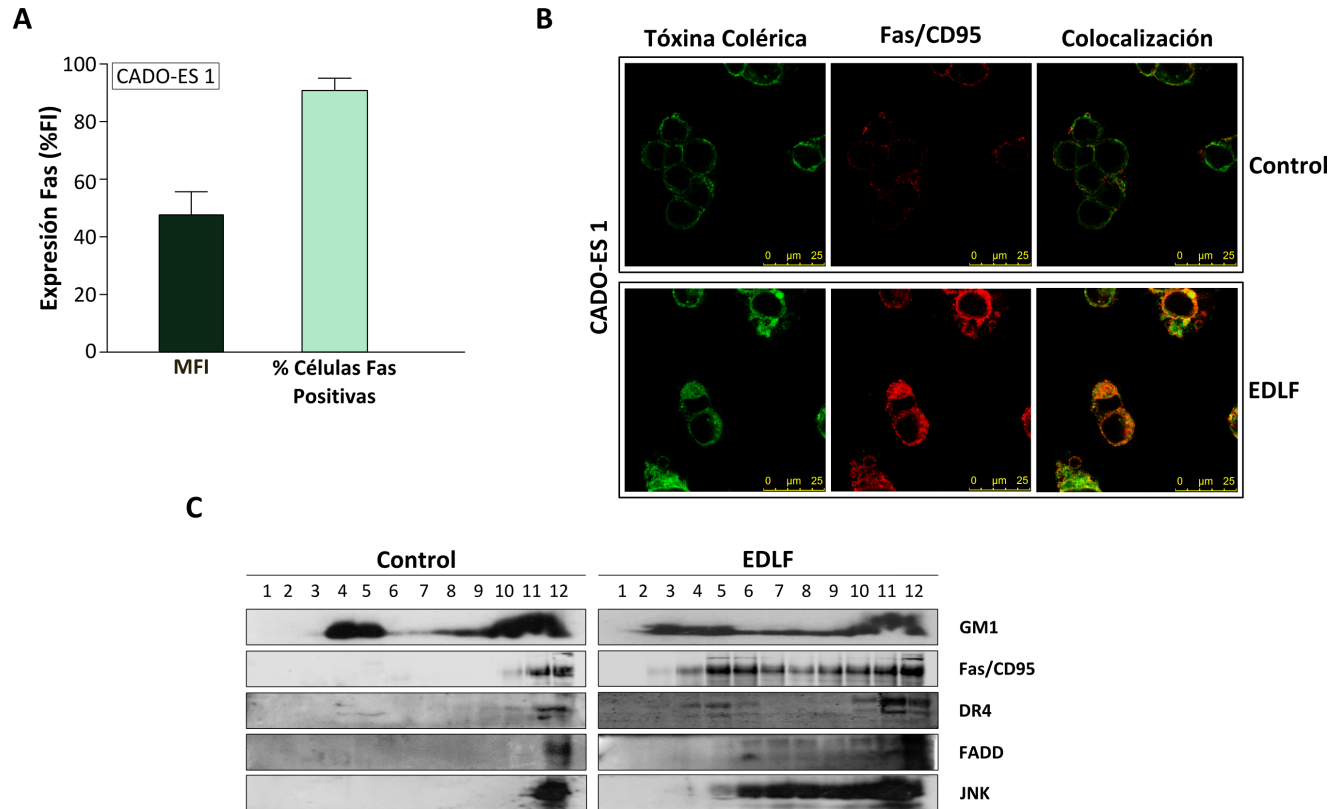 A
CADO-ES 1
Expresión Fas (%FI)
100
80
60
40
20
0
MFI
% Células Fas
Positivas
B
Tóxina Colérica
Fas/CD95
Colocalización
CADO-ES 1
Control
EDLF
0 µm 25
0 µm 25
0 µm 25
0 µm 25
0 µm 25
0 µm 25
C
Control
EDLF
1 2 3 4 5 6 7 8 9 10 11 12
1 2 3 4 5 6 7 8 9 10 11 12
GM1
Fas/CD95
DR4
FADD
JNK